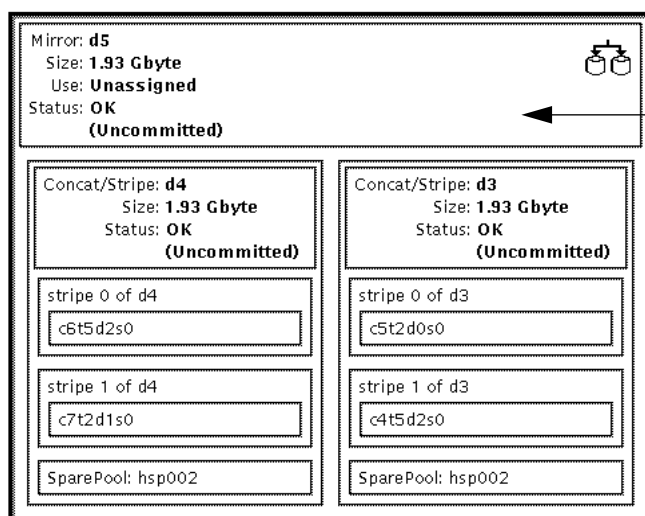 Mirror: d5
Size: 1.93 Gbyte
Use: Unassigned
Status: OK
(Uncommitted)
Concat/Stripe: d4
Size: 1.93 Gbyte
Status: OK
(Uncommitted)
stripe 0 of d4
c6t5d2s0
stripe 1 of d4
c7t2d1s0
SparePool: hsp002
Concat/Stripe: d3
Size: 1.93 Gbyte
Status: OK
(Uncommitted)
stripe 0 of d3
c5t2d0s0
stripe 1 of d3
c4t5d2s0
SparePool: hsp002